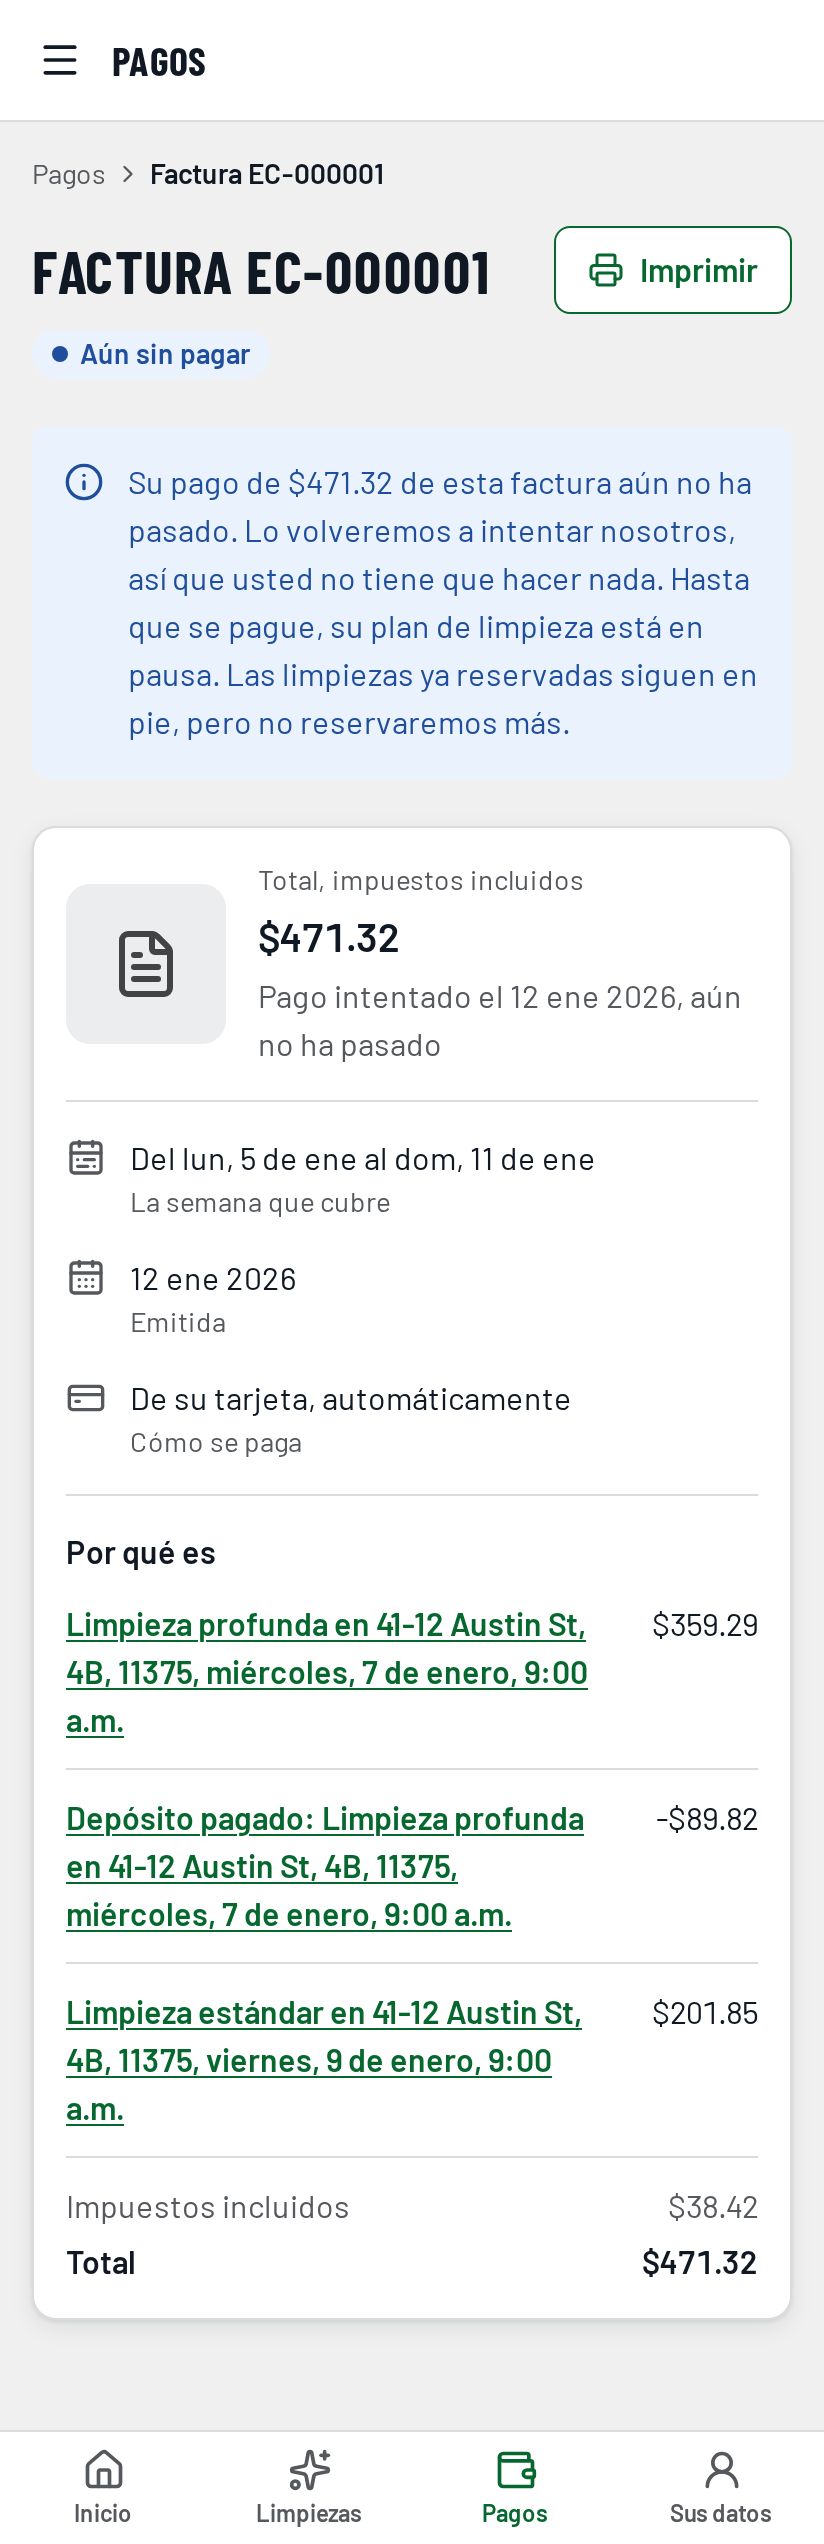 PAGOS
Pagos > Factura EC-000001
FACTURA EC-000001
Imprimir
Aún sin pagar
Su pago de $471.32 de esta factura aún no ha
pasado. Lo volveremos a intentar nosotros,
así que usted no tiene que hacer nada. Hasta
que se pague, su plan de limpieza está en
pausa. Las limpiezas ya reservadas siguen en
pie, pero no reservaremos más.
Total, impuestos incluidos
$471.32
Pago intentado el 12 ene 2026, aún
no ha pasado
Del lun, 5 de ene al dom, 11 de ene
La semana que cubre
12 ene 2026
Emitida
De su tarjeta, automáticamente
Cómo se paga
Por qué es
Limpieza profunda en 41-12 Austin St, $359.29
4B, 11375, miércoles, 7 de enero, 9:00
a.m.
Depósito pagado: Limpieza profunda -$89.82
en 41-12 Austin St, 4B, 11375,
miércoles, 7 de enero, 9:00 a.m.
Limpieza estándar en 41-12 Austin St, $201.85
4B, 11375, viernes, 9 de enero, 9:00
a.m.
Impuestos incluidos $38.42
Total $471.32
Inicio Limpiezas Pagos Sus datos